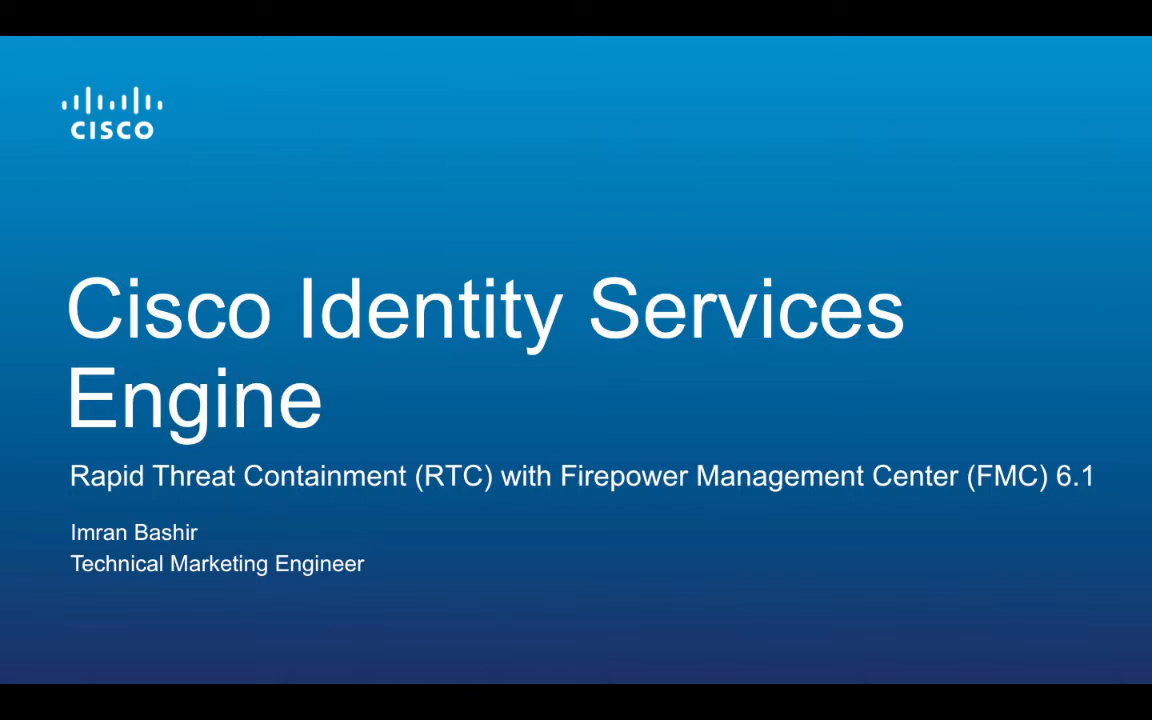 CISCO
Cisco Identity Services
Engine
Rapid Threat Containment (RTC) with Firepower Management Center (FMC) 6.1
Imran Bashir
Technical Marketing Engineer